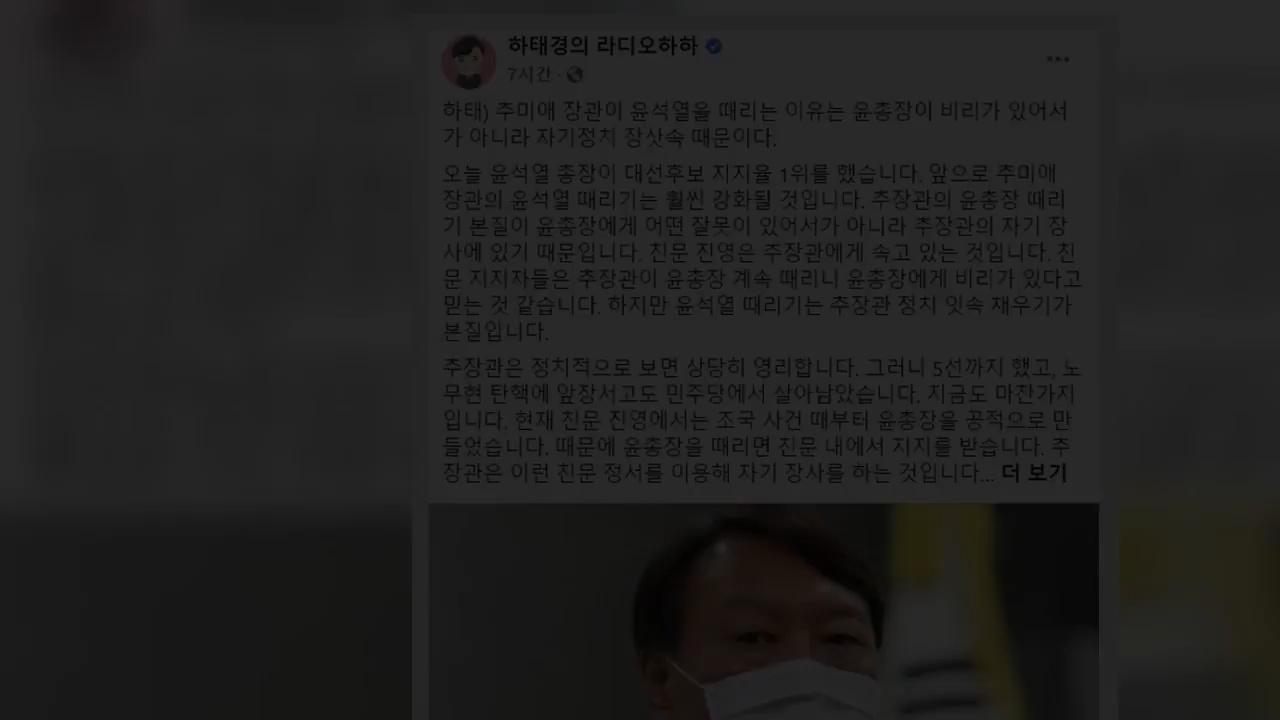 하태경의 라디오하하
7시간 ·
하태) 추미애 장관이 윤석열을 때리는 이유는 윤총장이 비리가 있어서
가 아니라 자기정치 장삿속 때문이다.
오늘 윤석열 총장이 대선후보 지지율 1위를 했습니다. 앞으로 추미애
장관의 윤석열 때리기는 훨씬 강화될 것입니다. 추장관의 윤총장 때리
기 본질이 윤총장에게 어떤 잘못이 있어서가 아니라 추장관의 자기 장
사에 있기 때문입니다. 친문 진영은 추장관에게 속고 있는 것입니다. 친
문 지지자들은 추장관이 윤총장 계속 때리니 윤총장에게 비리가 있다고
믿는 것 같습니다. 하지만 윤석열 때리기는 추장관 정치 잇속 채우기가
본질입니다.
추장관은 정치적으로 보면 상당히 영리합니다. 그러니 5선까지 했고, 노
무현 탄핵에 앞장서고도 민주당에서 살아남았습니다. 지금도 마찬가지
입니다. 현재 친문 진영에서는 조국 사건 때부터 윤총장을 공적으로 만
들었습니다. 때문에 윤총장을 때리면 친문 내에서 지지를 받습니다. 추
장관은 이런 친문 정서를 이용해 자기 장사를 하는 것입니다... 더 보기